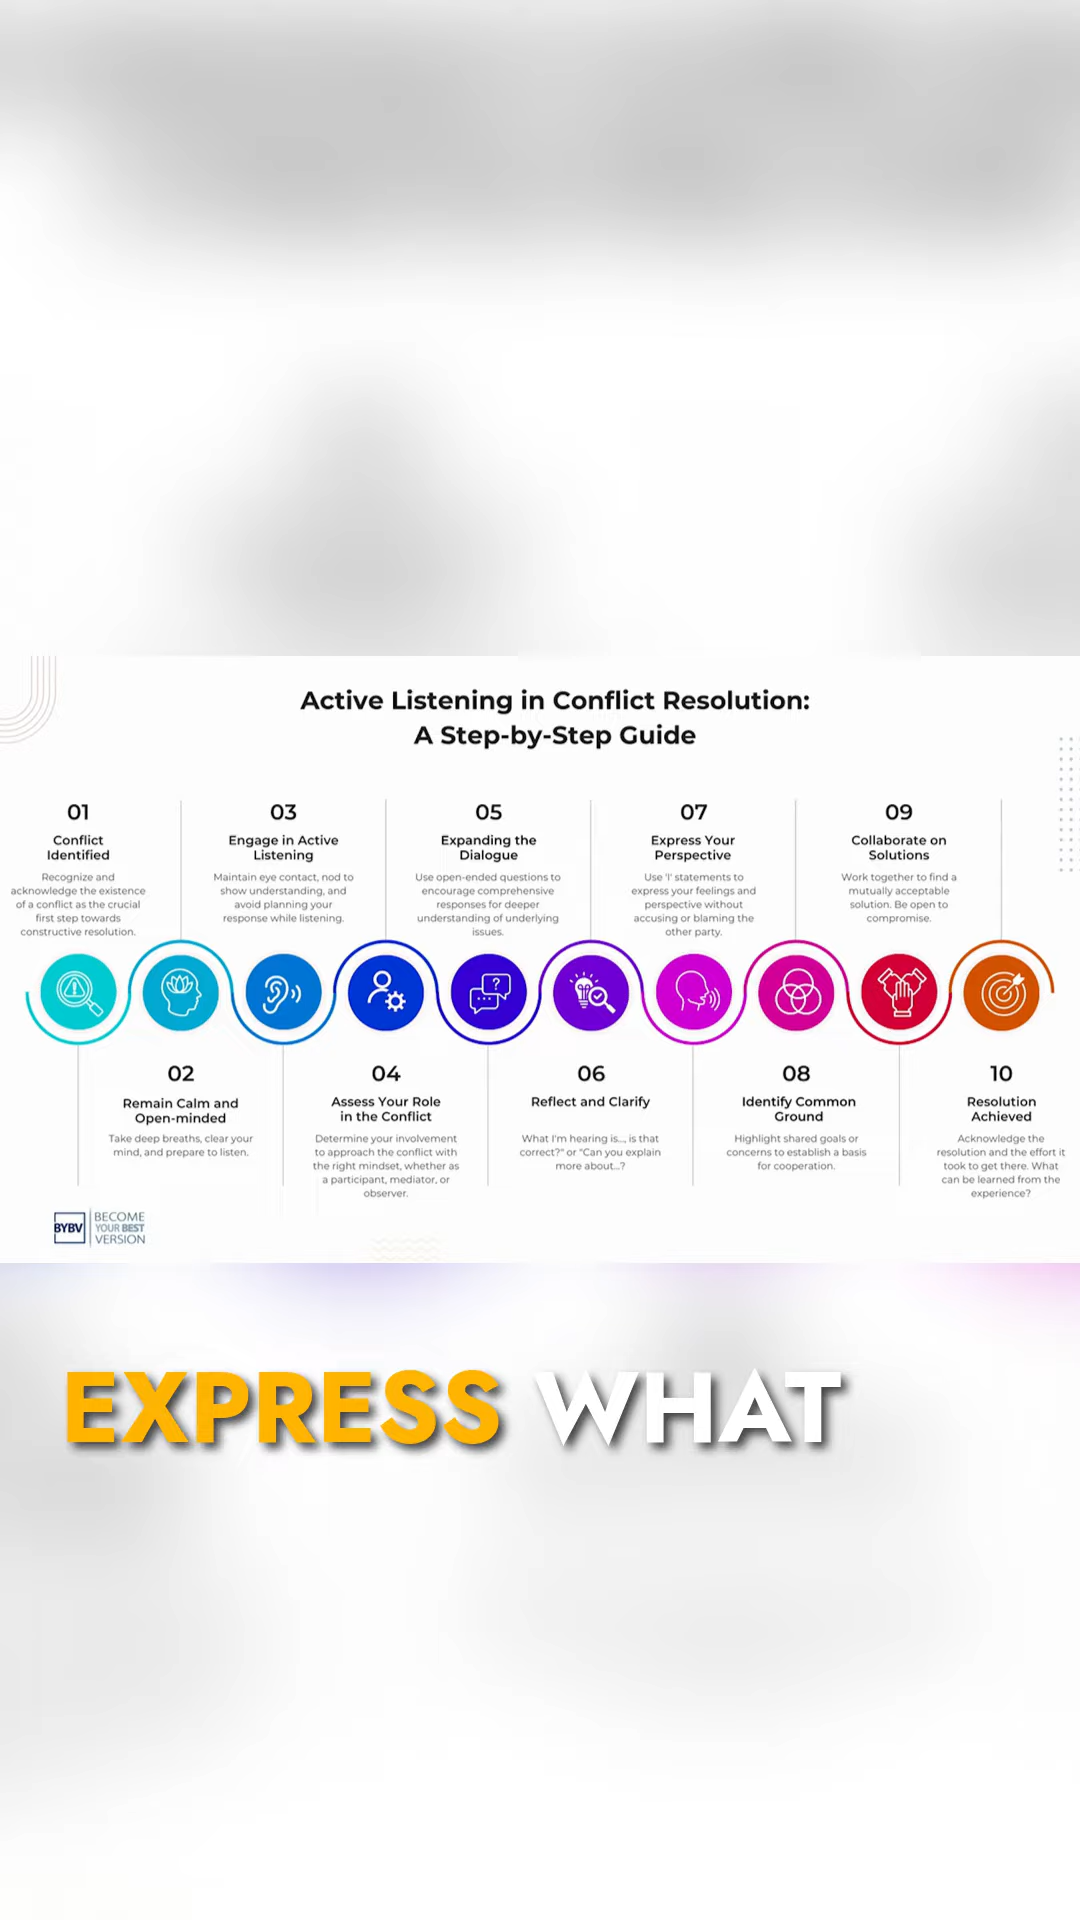 Active Listening in Conflict Resolution:
A Step-by-Step Guide
01
Conflict
Identified
Recognize and
acknowledge the existence
of a conflict as the crucial
first step towards
constructive resolution.
03
Engage in Active
Listening
Maintain eye contact, nod to
show understanding, and
avoid planning your
response while listening.
05
Expanding the
Dialogue
Use open-ended questions to
encourage comprehensive
responses for deeper
understanding of underlying
issues.
07
Express Your
Perspective
Use 'I' statements to
express your feelings and
perspective without
accusing or blaming the
other party.
09
Collaborate on
Solutions
Work together to find a
mutually acceptable
solution. Be open to
compromise.
02
Remain Calm and
Open-minded
Take deep breaths, clear your
mind, and prepare to listen.
04
Assess Your Role
in the Conflict
Determine your involvement
to approach the conflict with
the right mindset, whether as
a participant, mediator, or
observer.
06
Reflect and Clarify
What I'm hearing is..., is that
correct?" or "Can you explain
more about...?
08
Identify Common
Ground
Highlight shared goals or
concerns to establish a basis
for cooperation.
10
Resolution
Achieved
Acknowledge the
resolution and the effort it
took to get there. What
can be learned from the
experience?
BYBV
BECOME
YOUR BEST
VERSION
EXPRESS WHAT